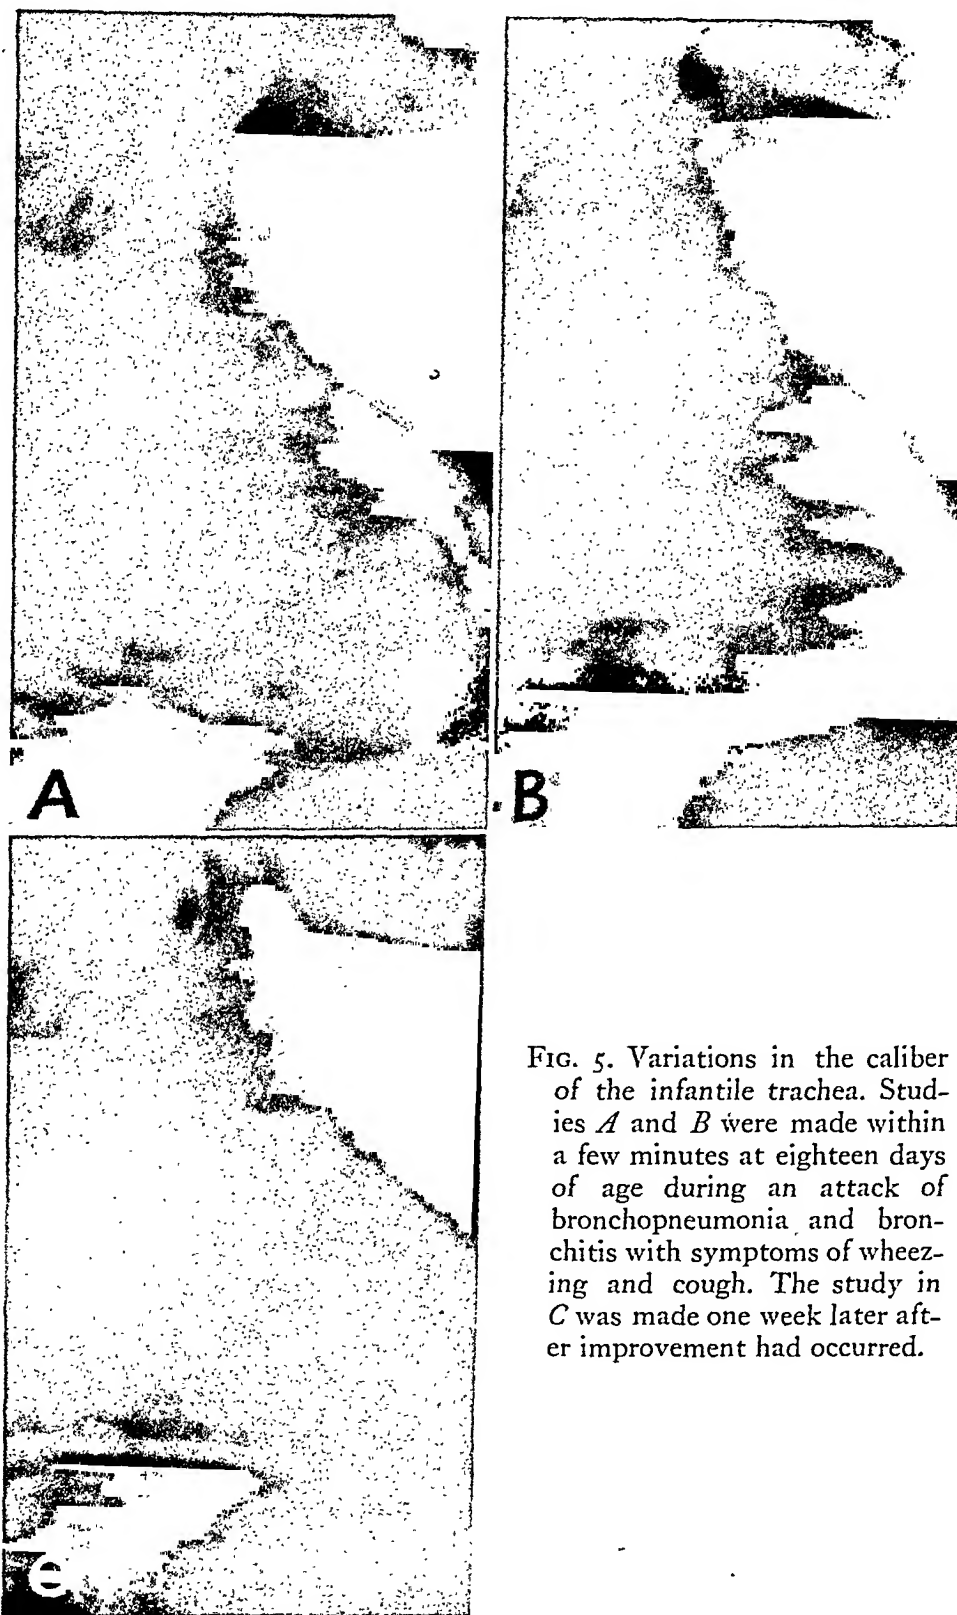 A
B
C
FIG. 5. Variations in the caliber
of the infantile trachea. Stud-
ies A and B were made within
a few minutes at eighteen days
of age during an attack of
bronchopneumonia and bron-
chitis with symptoms of wheez-
ing and cough. The study in
C was made one week later aft-
er improvement had occurred.